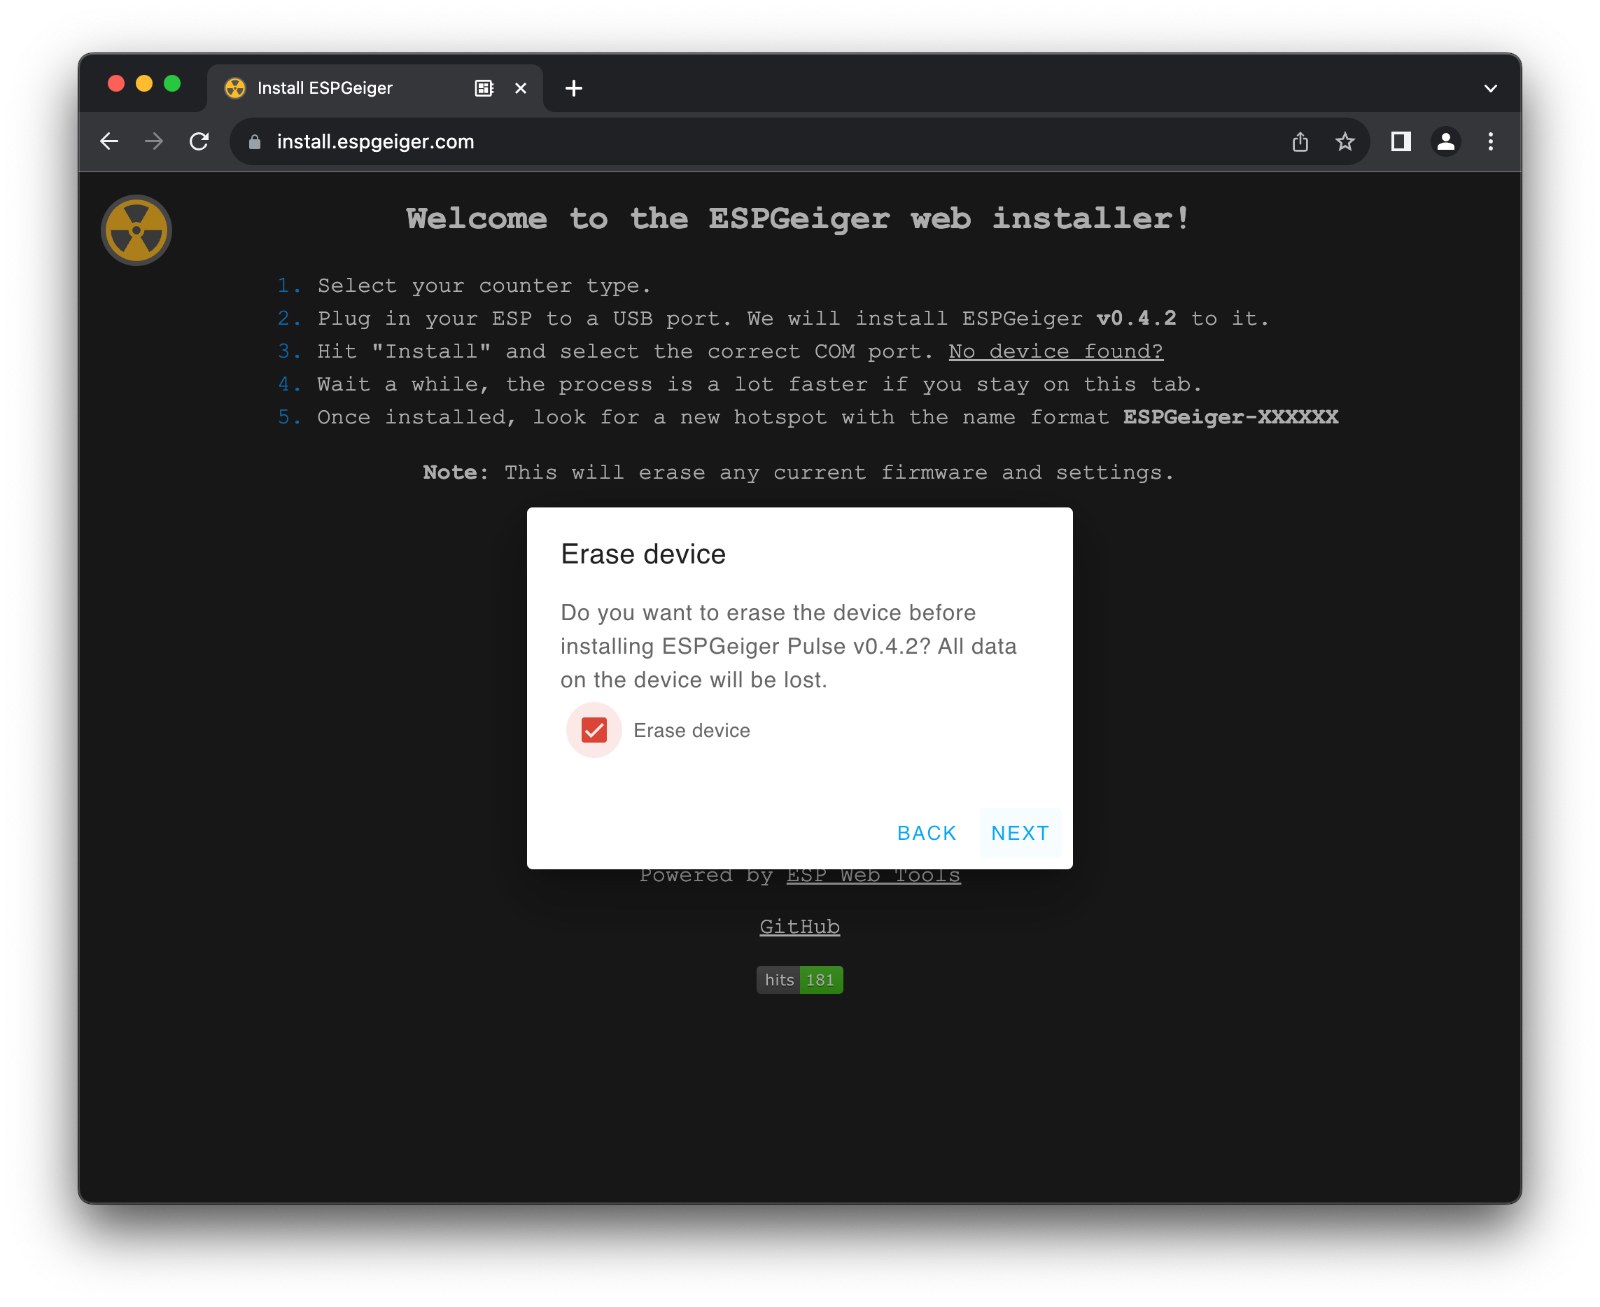 Install ESPGeiger
install.espgeiger.com
Welcome to the ESPGeiger web installer!
1. Select your counter type.
2. Plug in your ESP to a USB port. We will install ESPGeiger v0.4.2 to it.
3. Hit "Install" and select the correct COM port. No device found?
4. Wait a while, the process is a lot faster if you stay on this tab.
5. Once installed, look for a new hotspot with the name format ESPGeiger-XXXXXX
Note: This will erase any current firmware and settings.
Erase device
Do you want to erase the device before
installing ESPGeiger Pulse v0.4.2? All data
on the device will be lost.
Erase device
BACK NEXT
Powered by ESP Web Tools
GitHub
hits 181